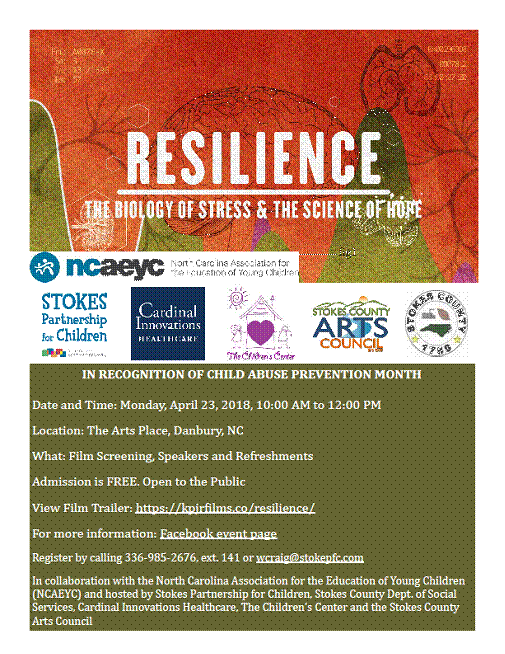 RESILIENCE
THE BIOLOGY OF STRESS & THE SCIENCE OF HOPE
ncaeyc
North Carolina Association for
the Education of Young Children
STOKES
Partnership
for Children
Cardinal
Innovations
HEALTHCARE
The Children's Center
STOKES COUNTY
ARTS
COUNCIL
STOKES COUNTY
1789
IN RECOGNITION OF CHILD ABUSE PREVENTION MONTH
Date and Time: Monday, April 23, 2018, 10:00 AM to 12:00 PM
Location: The Arts Place, Danbury, NC
What: Film Screening, Speakers and Refreshments
Admission is FREE. Open to the Public
View Film Trailer: https://kpjrfilms.co/resilience/
For more information: Facebook event page
Register by calling 336-985-2676, ext. 141 or wcraig@stokepfc.com
In collaboration with the North Carolina Association for the Education of Young Children
(NCAEYC) and hosted by Stokes Partnership for Children, Stokes County Dept. of Social
Services, Cardinal Innovations Healthcare, The Children's Center and the Stokes County
Arts Council